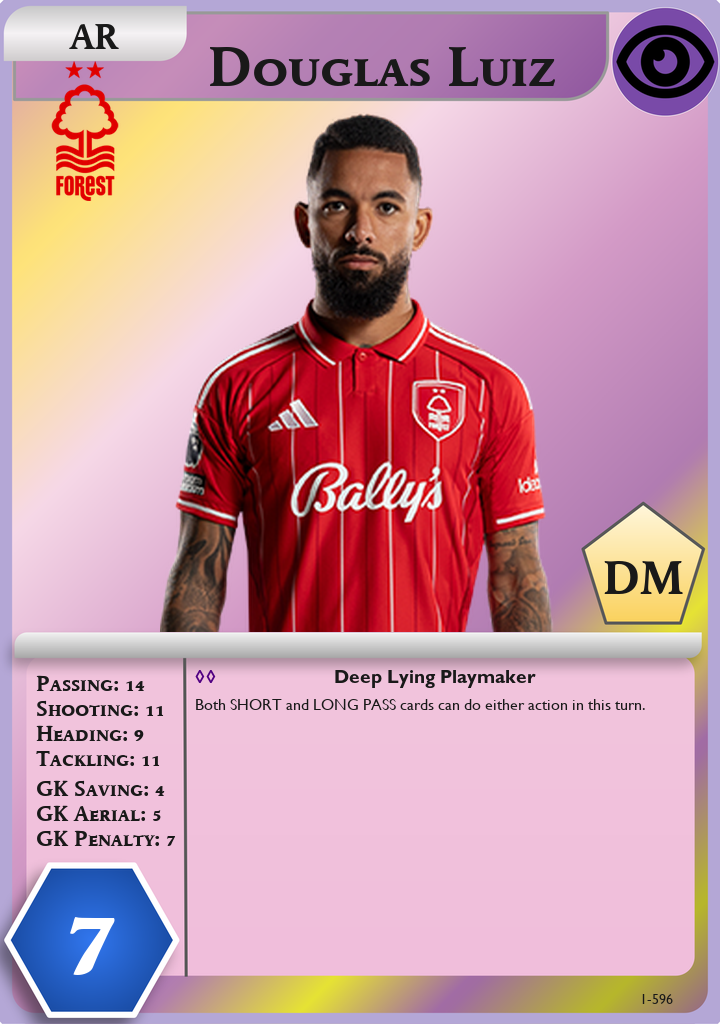 AR
Douglas Luiz
FOREST
Bally's
DM
Passing: 14
Shooting: 11
Heading: 9
Tackling: 11
GK Saving: 4
GK Aerial: 5
GK Penalty: 7
7
Deep Lying Playmaker
Both SHORT and LONG PASS cards can do either action in this turn.
1-596